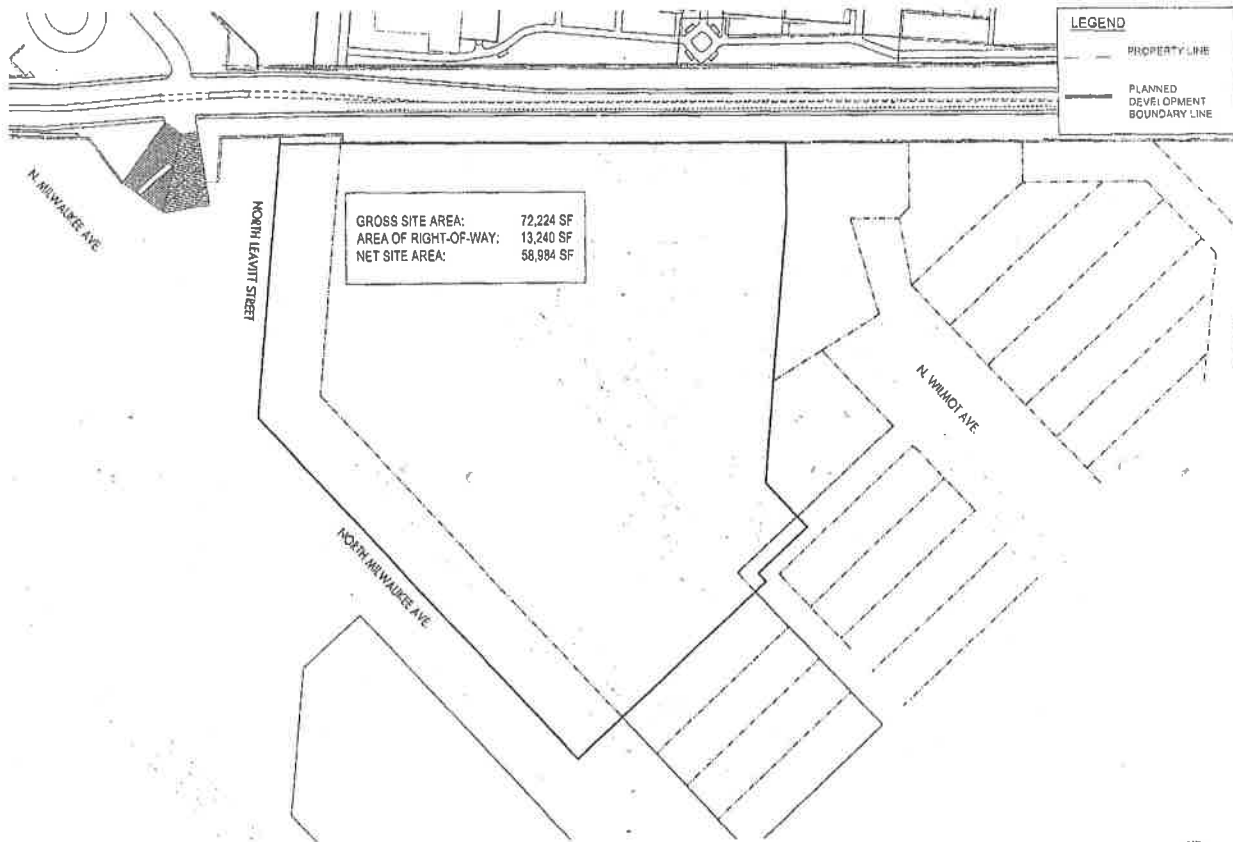 LEGEND
PROPERTY LINE
PLANNED
DEVELOPMENT
BOUNDARY LINE
N. MILWAUKEE AVE.
NORTH LEAVITT STREET
GROSS SITE AREA: 72,224 SF
AREA OF RIGHT-OF-WAY: 13,240 SF
NET SITE AREA: 58,984 SF
N. WILMOT AVE.
NORTH MILWAUKEE AVE.